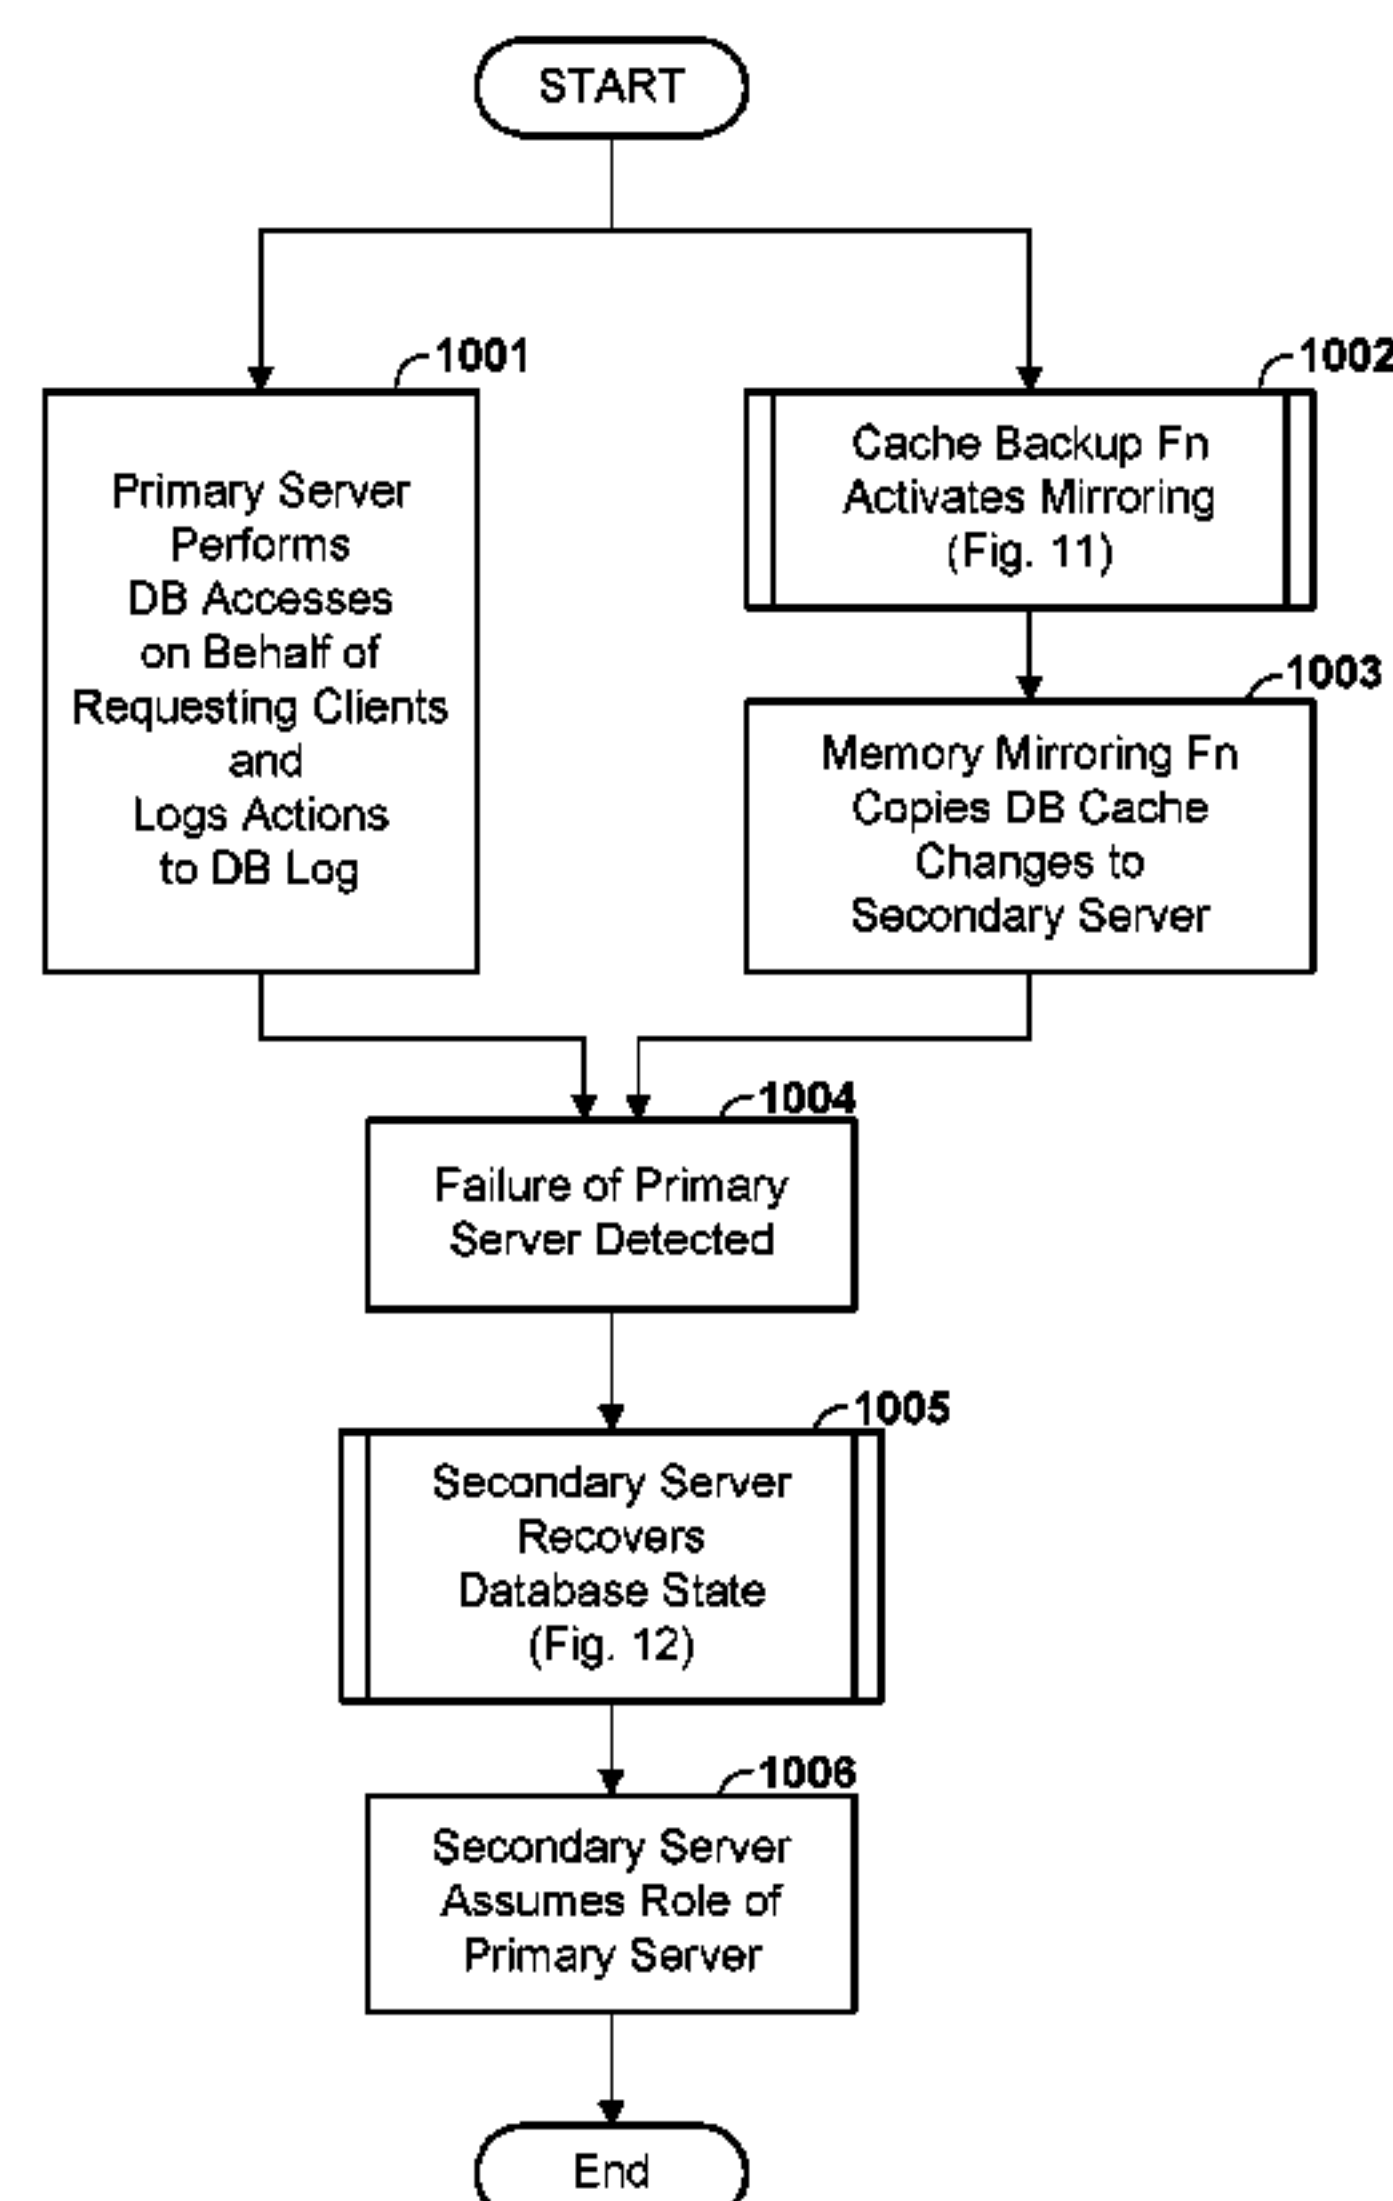 START
1001
Primary Server
Performs
DB Accesses
on Behalf of
Requesting Clients
and
Logs Actions
to DB Log
1002
Cache Backup Fn
Activates Mirroring
(Fig. 11)
1003
Memory Mirroring Fn
Copies DB Cache
Changes to
Secondary Server
1004
Failure of Primary
Server Detected
1005
Secondary Server
Recovers
Database State
(Fig. 12)
1006
Secondary Server
Assumes Role of
Primary Server
End